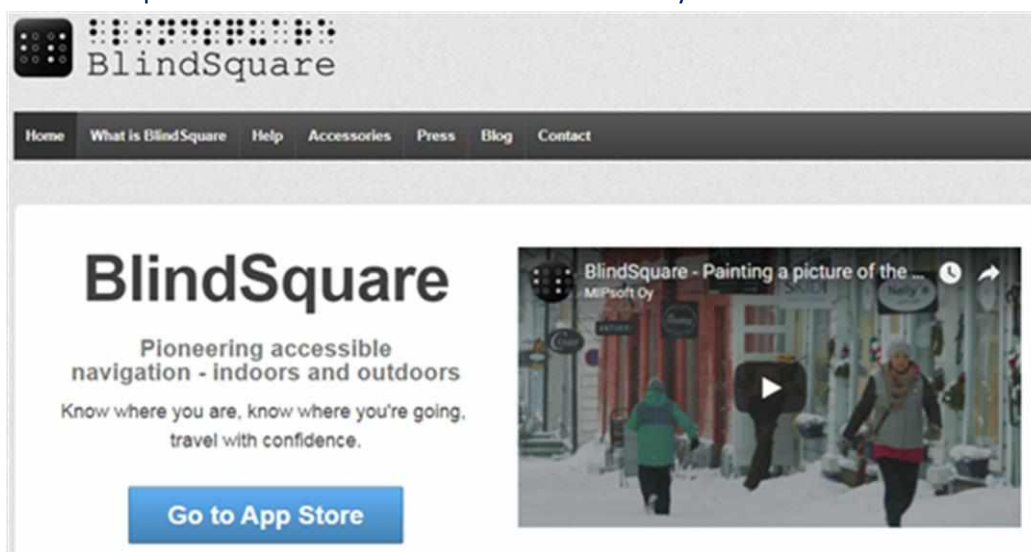 BlindSquare
Home What is BlindSquare Help Accessories Press Blog Contact
BlindSquare
Pioneering accessible
navigation - indoors and outdoors
Know where you are, know where you're going,
travel with confidence.
Go to App Store
BlindSquare - Painting a picture of the ...
MIPsoft Oy
SKIDI
Nelly's